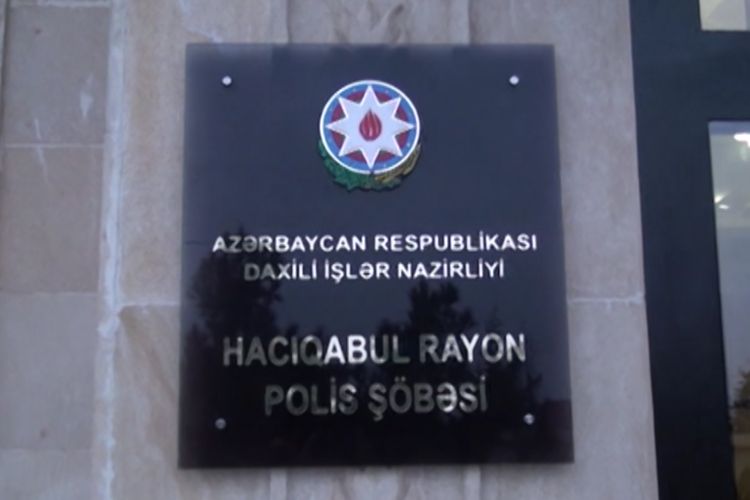 AZƏRBAYCAN RESPUBLİKASI
DAXİLİ İŞLƏR NAZİRLİYİ
HACIQABUL RAYON
POLİS ŞÖBƏSİ